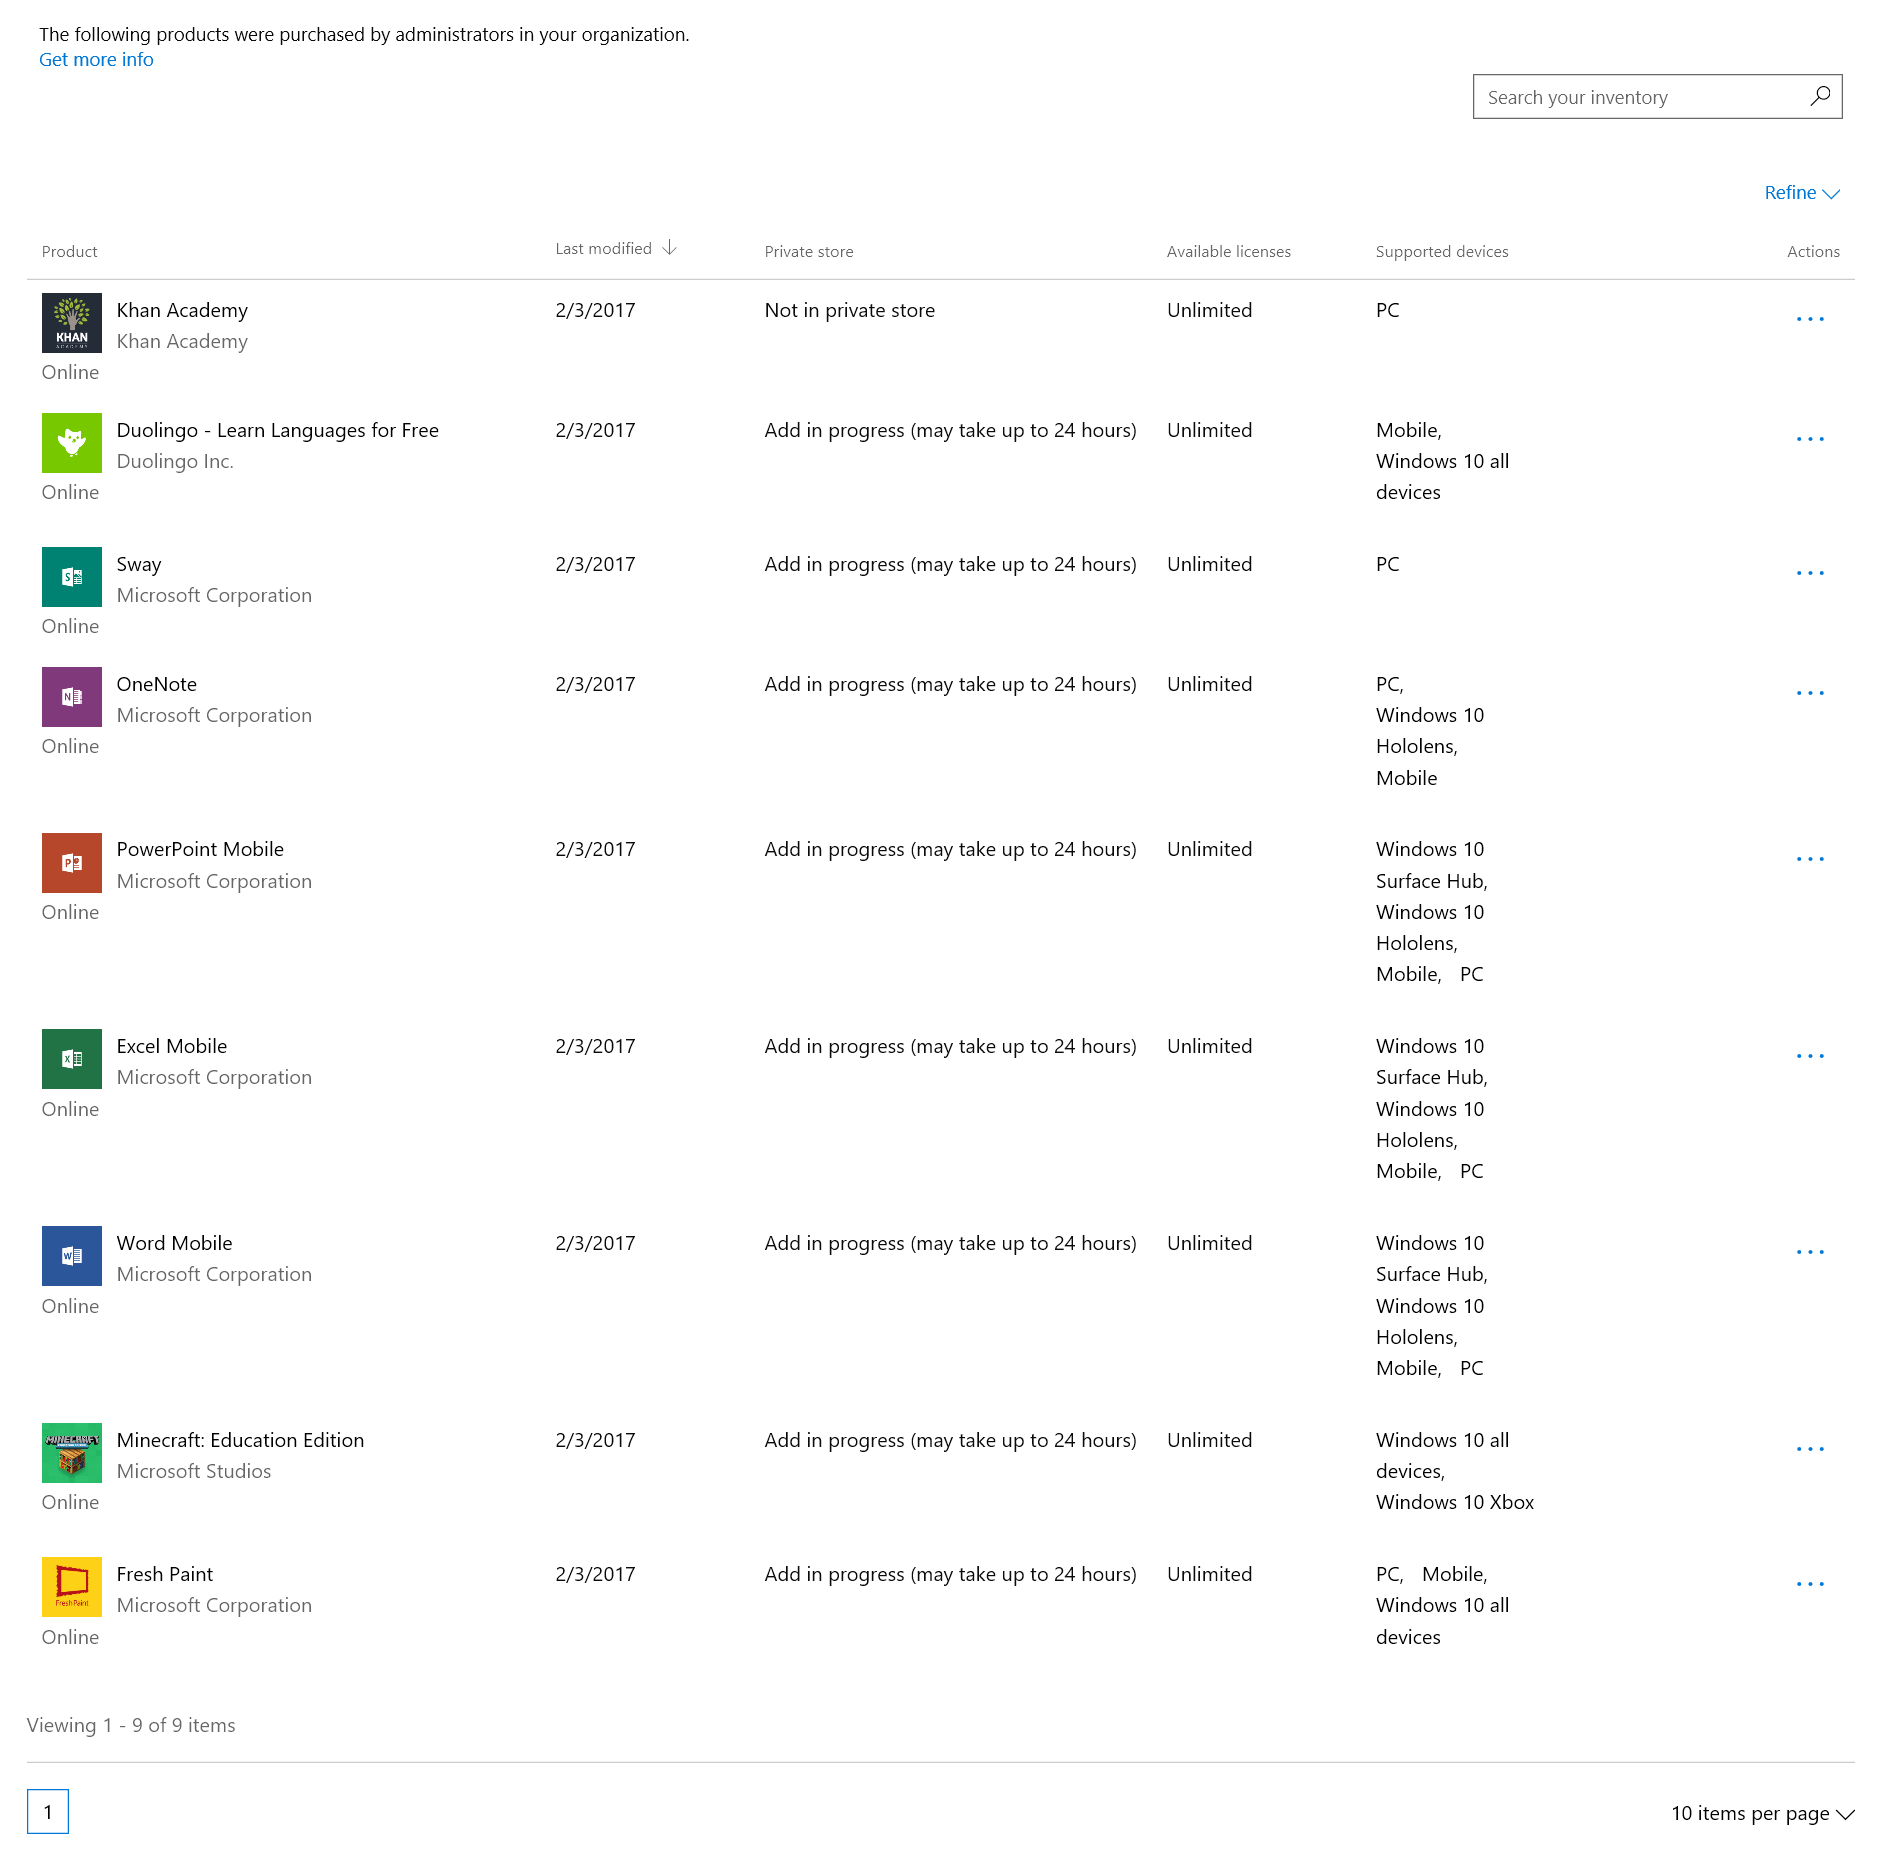 The following products were purchased by administrators in your organization.
Get more info
Search your inventory
Refine
Product Last modified Private store Available licenses Supported devices Actions
Khan Academy 2/3/2017 Not in private store Unlimited PC
KHAN
ACADEMY
Khan Academy
Online
Duolingo - Learn Languages for Free 2/3/2017 Add in progress (may take up to 24 hours) Unlimited Mobile,
Duolingo Inc. Windows 10 all
Online devices
Sway 2/3/2017 Add in progress (may take up to 24 hours) Unlimited PC
S
Microsoft Corporation
Online
OneNote 2/3/2017 Add in progress (may take up to 24 hours) Unlimited PC,
N
Microsoft Corporation Windows 10
Online Hololens,
Mobile
PowerPoint Mobile 2/3/2017 Add in progress (may take up to 24 hours) Unlimited Windows 10
P
Microsoft Corporation Surface Hub,
Online Windows 10
Hololens,
Mobile, PC
Excel Mobile 2/3/2017 Add in progress (may take up to 24 hours) Unlimited Windows 10
X
Microsoft Corporation Surface Hub,
Online Windows 10
Hololens,
Mobile, PC
Word Mobile 2/3/2017 Add in progress (may take up to 24 hours) Unlimited Windows 10
W
Microsoft Corporation Surface Hub,
Online Windows 10
Hololens,
Mobile, PC
Minecraft: Education Edition 2/3/2017 Add in progress (may take up to 24 hours) Unlimited Windows 10 all
MINECRAFT
Microsoft Studios devices,
Online Windows 10 Xbox
Fresh Paint 2/3/2017 Add in progress (may take up to 24 hours) Unlimited PC, Mobile,
Fresh Paint
Microsoft Corporation Windows 10 all
Online devices
Viewing 1 - 9 of 9 items
1 10 items per page